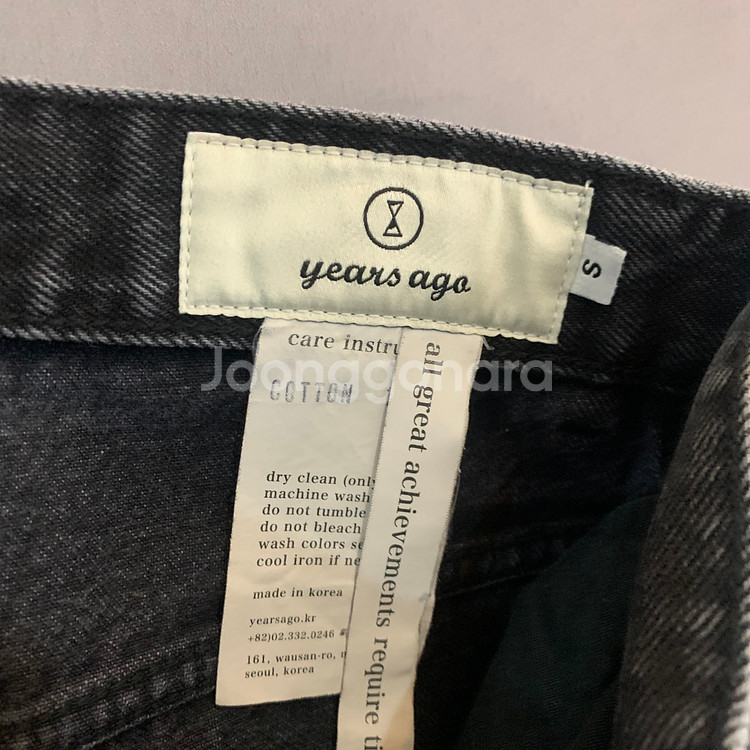 years ago
S
care instru
COTTON
dry clean (only
machine wash
do not tumble
do not bleach
wash colors se
cool iron if ne
made in korea
yearsago.kr
+82)02.332.0246
161, wausan-ro, m
seoul, korea
all great achievements require ti
Joonggonara